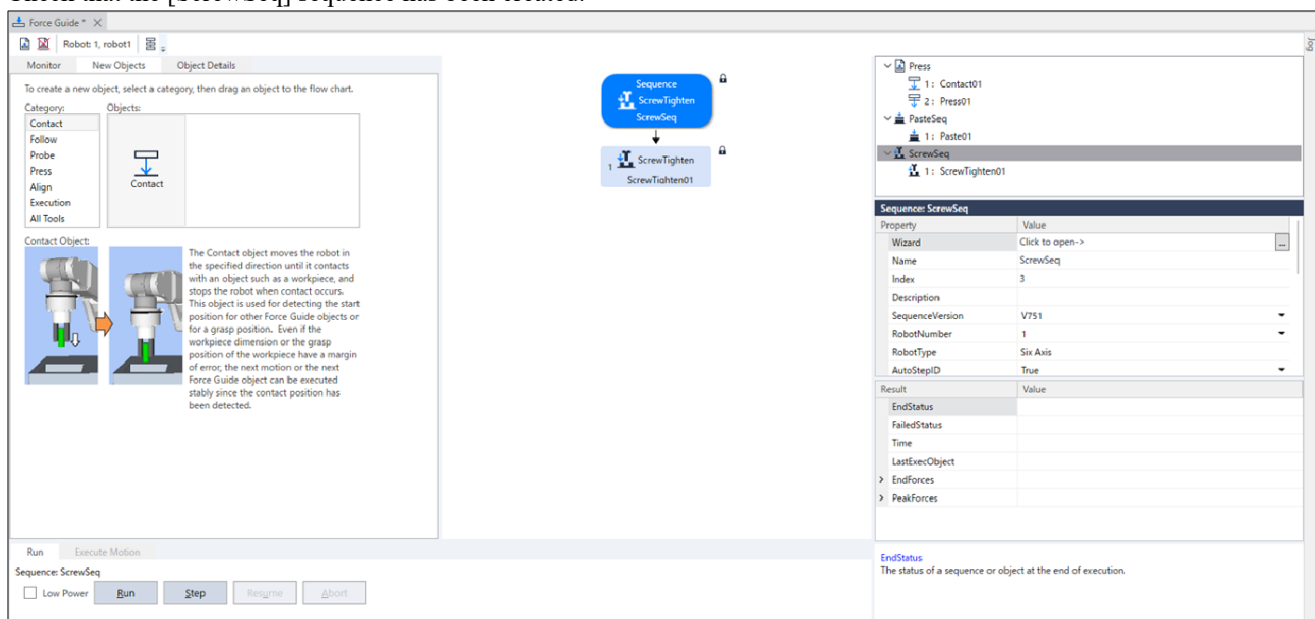 Force Guide *
Robot: 1, robot1
Jog
Monitor New Objects Object Details
To create a new object, select a category, then drag an object to the flow chart.
Category: Objects:
Contact
Follow
Probe
Press
Align
Execution
All Tools
Contact
Contact Object:
The Contact object moves the robot in
the specified direction until it contacts
with an object such as a workpiece, and
stops the robot when contact occurs.
This object is used for detecting the start
position for other Force Guide objects or
for a grasp position. Even if the
workpiece dimension or the grasp
position of the workpiece have a margin
of error, the next motion or the next
Force Guide object can be executed
stably since the contact position has
been detected.
Sequence
ScrewTighten
ScrewSeq
1 ScrewTighten
ScrewTighten01
Press
1: Contact01
2: Press01
PasteSeq
1: Paste01
ScrewSeq
1: ScrewTighten01
Sequence: ScrewSeq
Property Value
Wizard Click to open-> ...
Name ScrewSeq
Index 3
Description
SequenceVersion V751
RobotNumber 1
RobotType Six Axis
AutoStepID True
Result Value
EndStatus
FailedStatus
Time
LastExecObject
EndForces
PeakForces
EndStatus
The status of a sequence or object at the end of execution.
Run Execute Motion
Sequence: ScrewSeq
Low Power Run Step Resume Abort